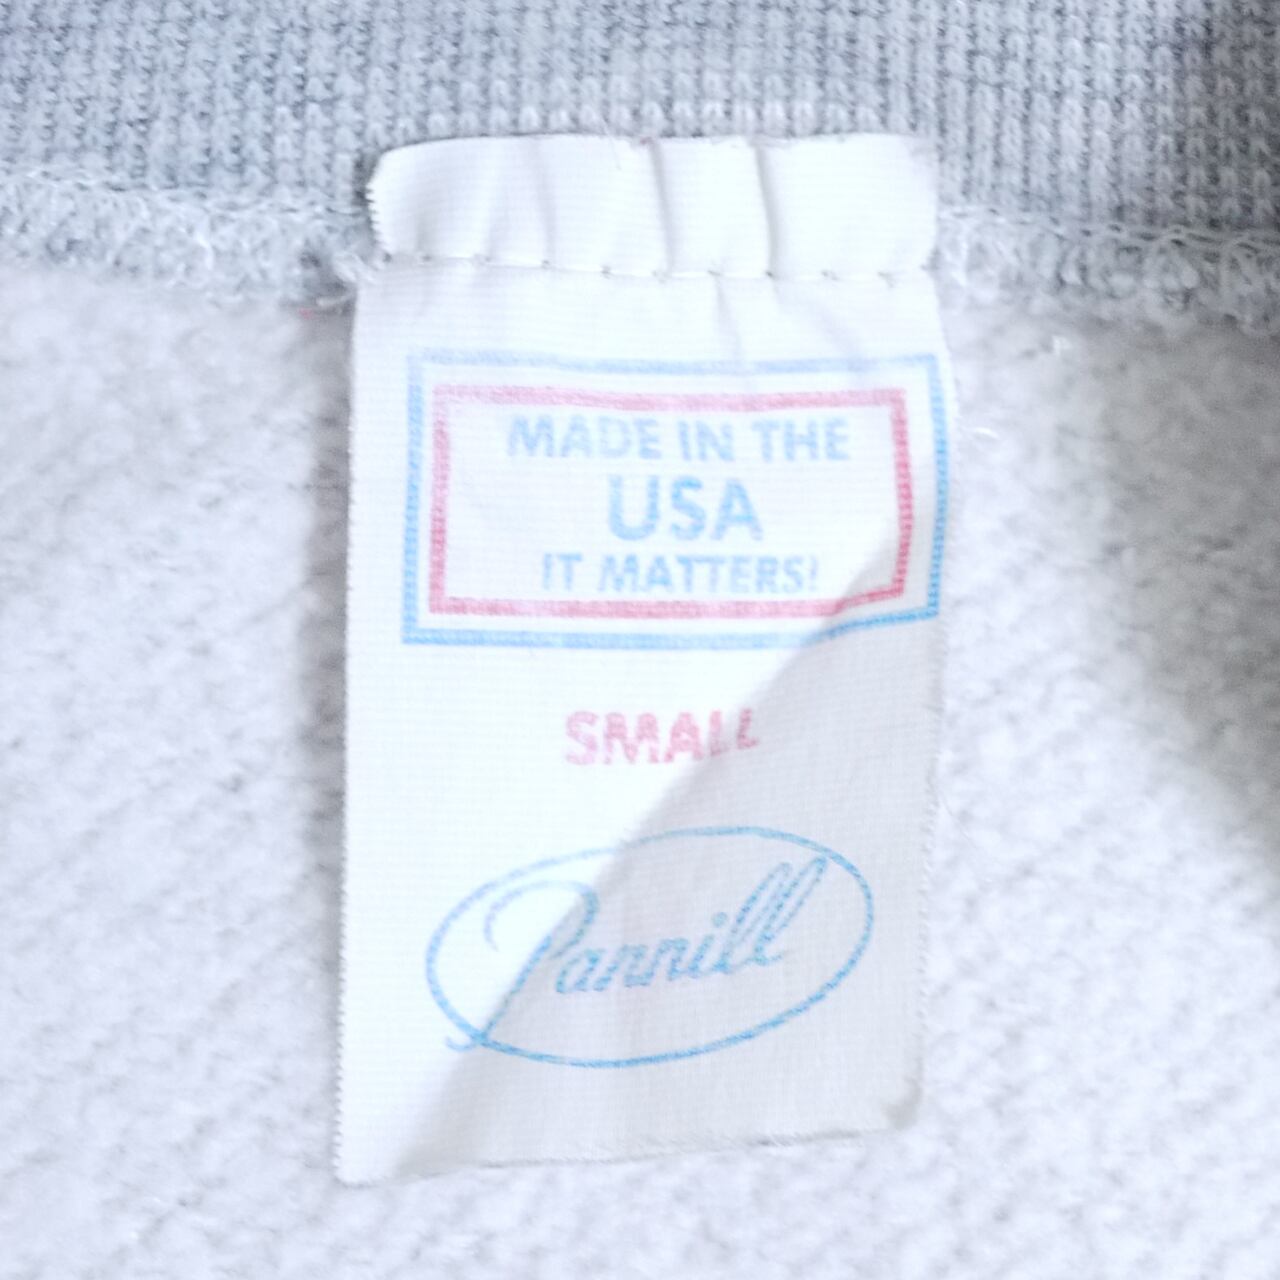 MADE IN THE
USA
IT MATTERS!
SMALL
Pannill